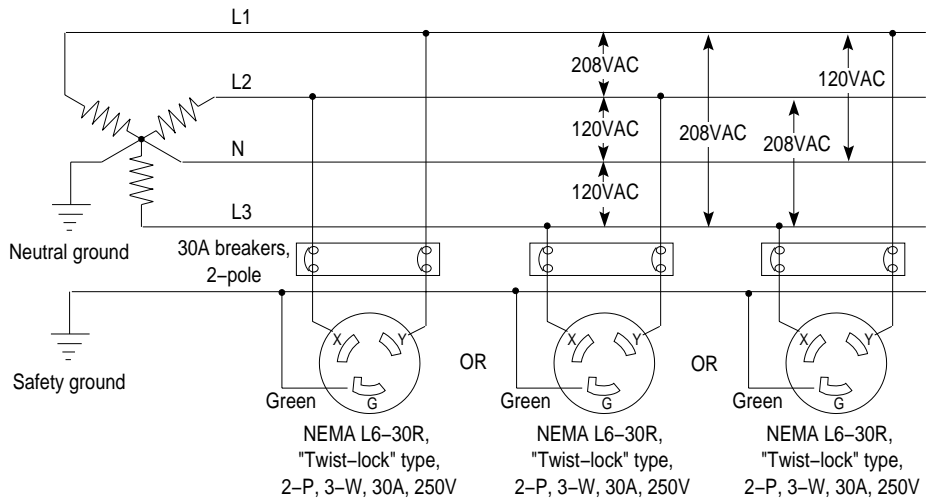 L1
208VAC
120VAC
L2
120VAC
208VAC
208VAC
N
120VAC
L3
Neutral ground
30A breakers,
2–pole
Safety ground
X
Y
G
Green
OR
X
Y
G
Green
OR
X
Y
G
Green
NEMA L6–30R,
"Twist–lock" type,
2–P, 3–W, 30A, 250V
NEMA L6–30R,
"Twist–lock" type,
2–P, 3–W, 30A, 250V
NEMA L6–30R,
"Twist–lock" type,
2–P, 3–W, 30A, 250V